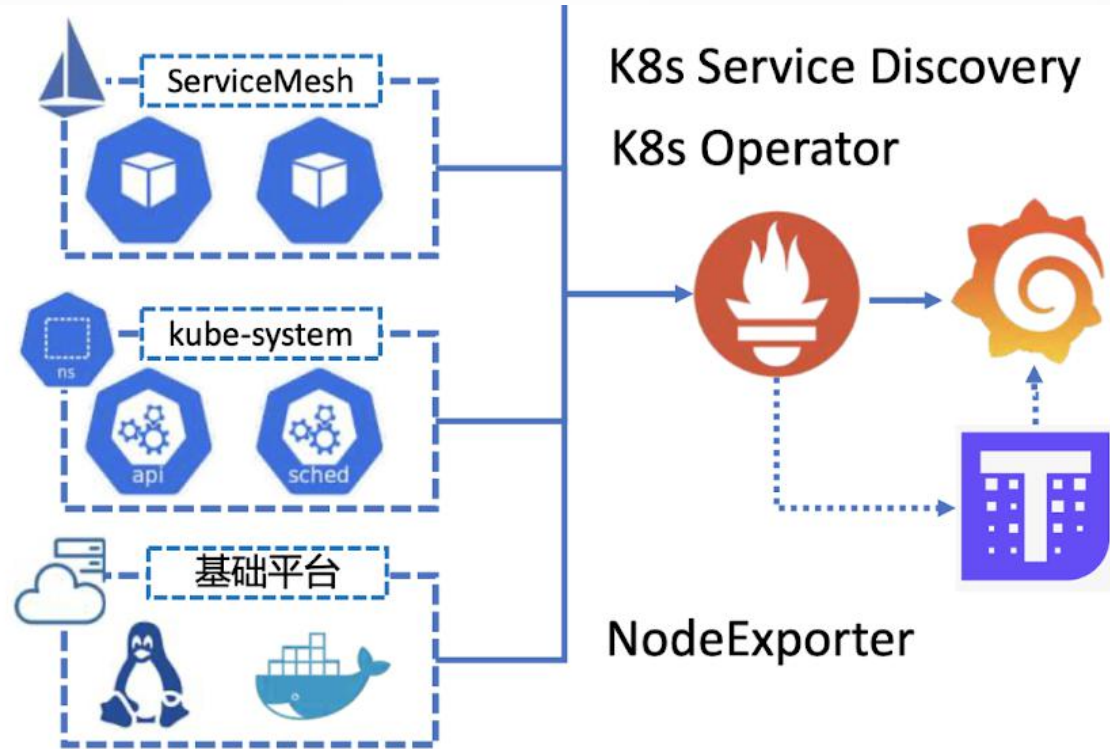 ServiceMesh
K8s Service Discovery
K8s Operator
kube-system
ns
api
sched
基础平台
NodeExporter